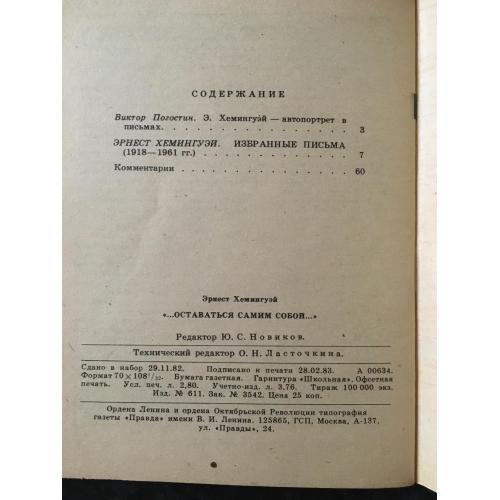 СОДЕРЖАНИЕ
Виктор Погостин. Э. Хемингуэй — автопортрет в
письмах. . . . . . . . . . . . . . . . . 3
ЭРНЕСТ ХЕМИНГУЭЙ. ИЗБРАННЫЕ ПИСЬМА
(1918—1961 гг.) . . . . . . . . . . . . . 7
Комментарии . . . . . . . . . . . . . . . 60
Эрнест Хемингуэй
«...ОСТАВАТЬСЯ САМИМ СОБОЙ...»
Редактор Ю. С. Новиков.
Технический редактор О. Н. Ласточкина.
Сдано в набор 29.11.82. Подписано к печати 28.02.83. А 00634.
Формат 70×108¹/₃₂. Бумага газетная. Гарнитура «Школьная». Офсетная
печать. Усл. печ. л. 2,80. Учетно-изд. л. 3,76. Тираж 100 000 экз.
Изд. № 611. Зак. № 3542. Цена 25 коп.
Ордена Ленина и ордена Октябрьской Революции типография
газеты «Правда» имени В. И. Ленина. 125865, ГСП, Москва, А-137,
ул. «Правды», 24.